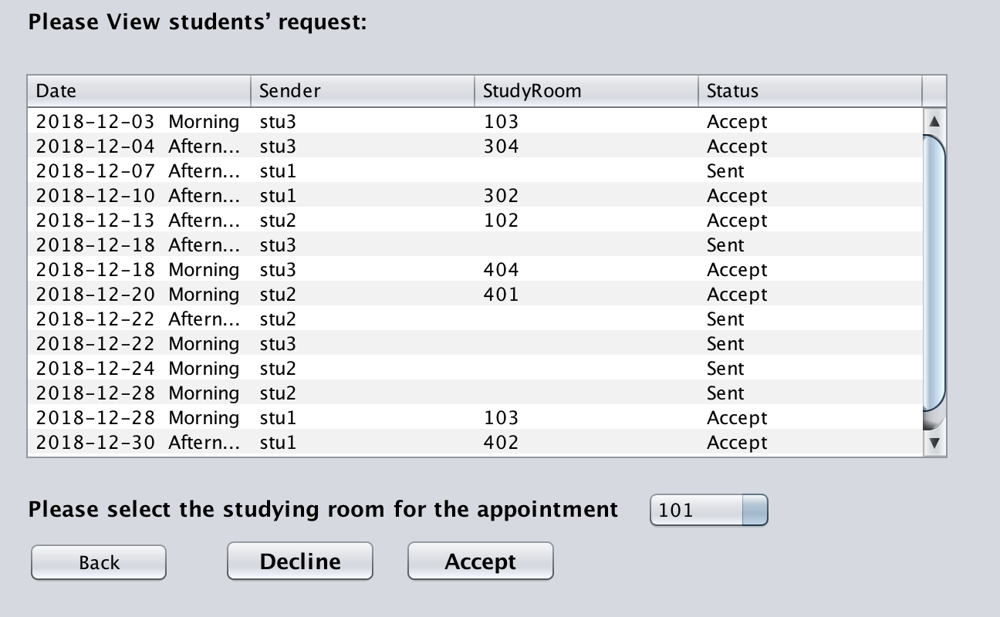 Please View students’ request:
Date Sender StudyRoom Status
2018-12-03 Morning stu3 103 Accept
2018-12-04 Aftern... stu3 304 Accept
2018-12-07 Aftern... stu1 Sent
2018-12-10 Aftern... stu1 302 Accept
2018-12-13 Aftern... stu2 102 Accept
2018-12-18 Aftern... stu3 Sent
2018-12-18 Morning stu3 404 Accept
2018-12-20 Morning stu2 401 Accept
2018-12-22 Aftern... stu2 Sent
2018-12-22 Morning stu3 Sent
2018-12-24 Morning stu2 Sent
2018-12-28 Morning stu2 Sent
2018-12-28 Morning stu1 103 Accept
2018-12-30 Aftern... stu1 402 Accept
Please select the studying room for the appointment 101
Back Decline Accept